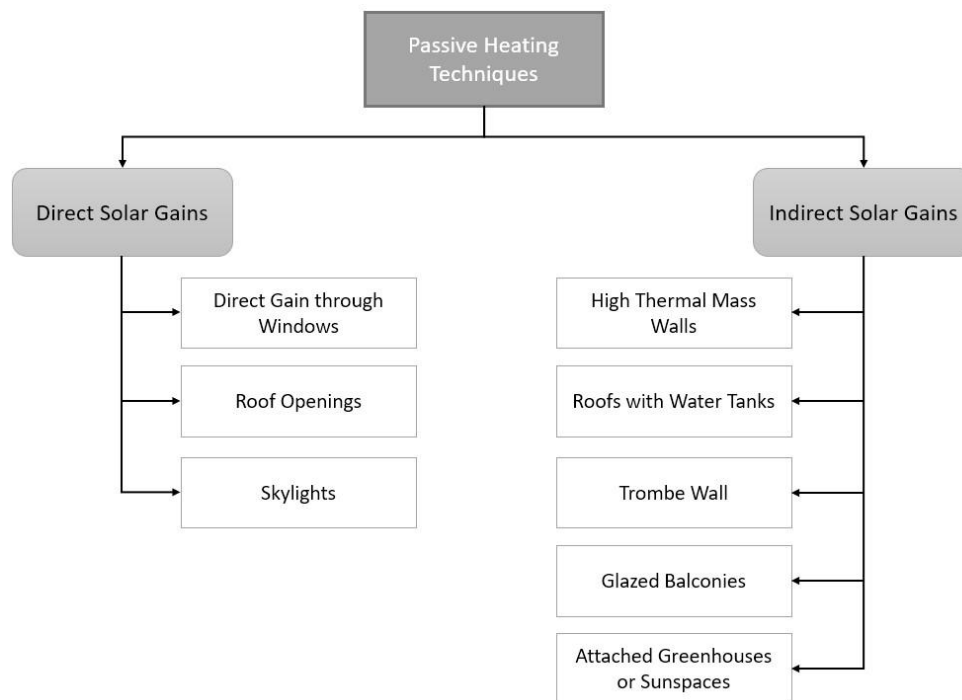 Passive Heating
Techniques
Direct Solar Gains
Indirect Solar Gains
Direct Gain through
Windows
Roof Openings
Skylights
High Thermal Mass
Walls
Roofs with Water Tanks
Trombe Wall
Glazed Balconies
Attached Greenhouses
or Sunspaces